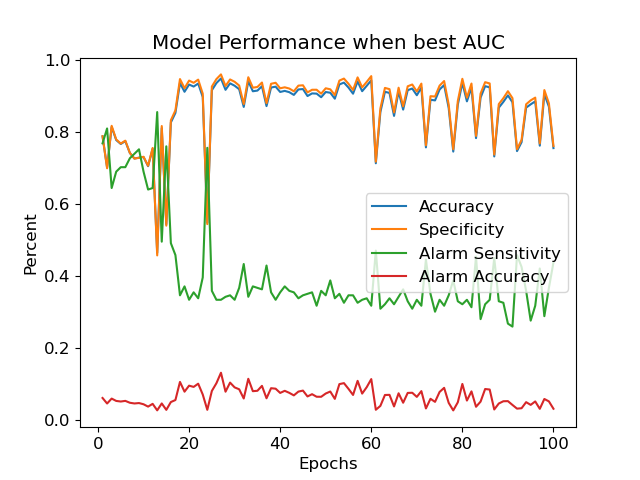 Model Performance when best AUC
1.0
0.8
0.6
0.4
0.2
0.0
Percent
Accuracy
Specificity
Alarm Sensitivity
Alarm Accuracy
0
20
40
60
80
100
Epochs